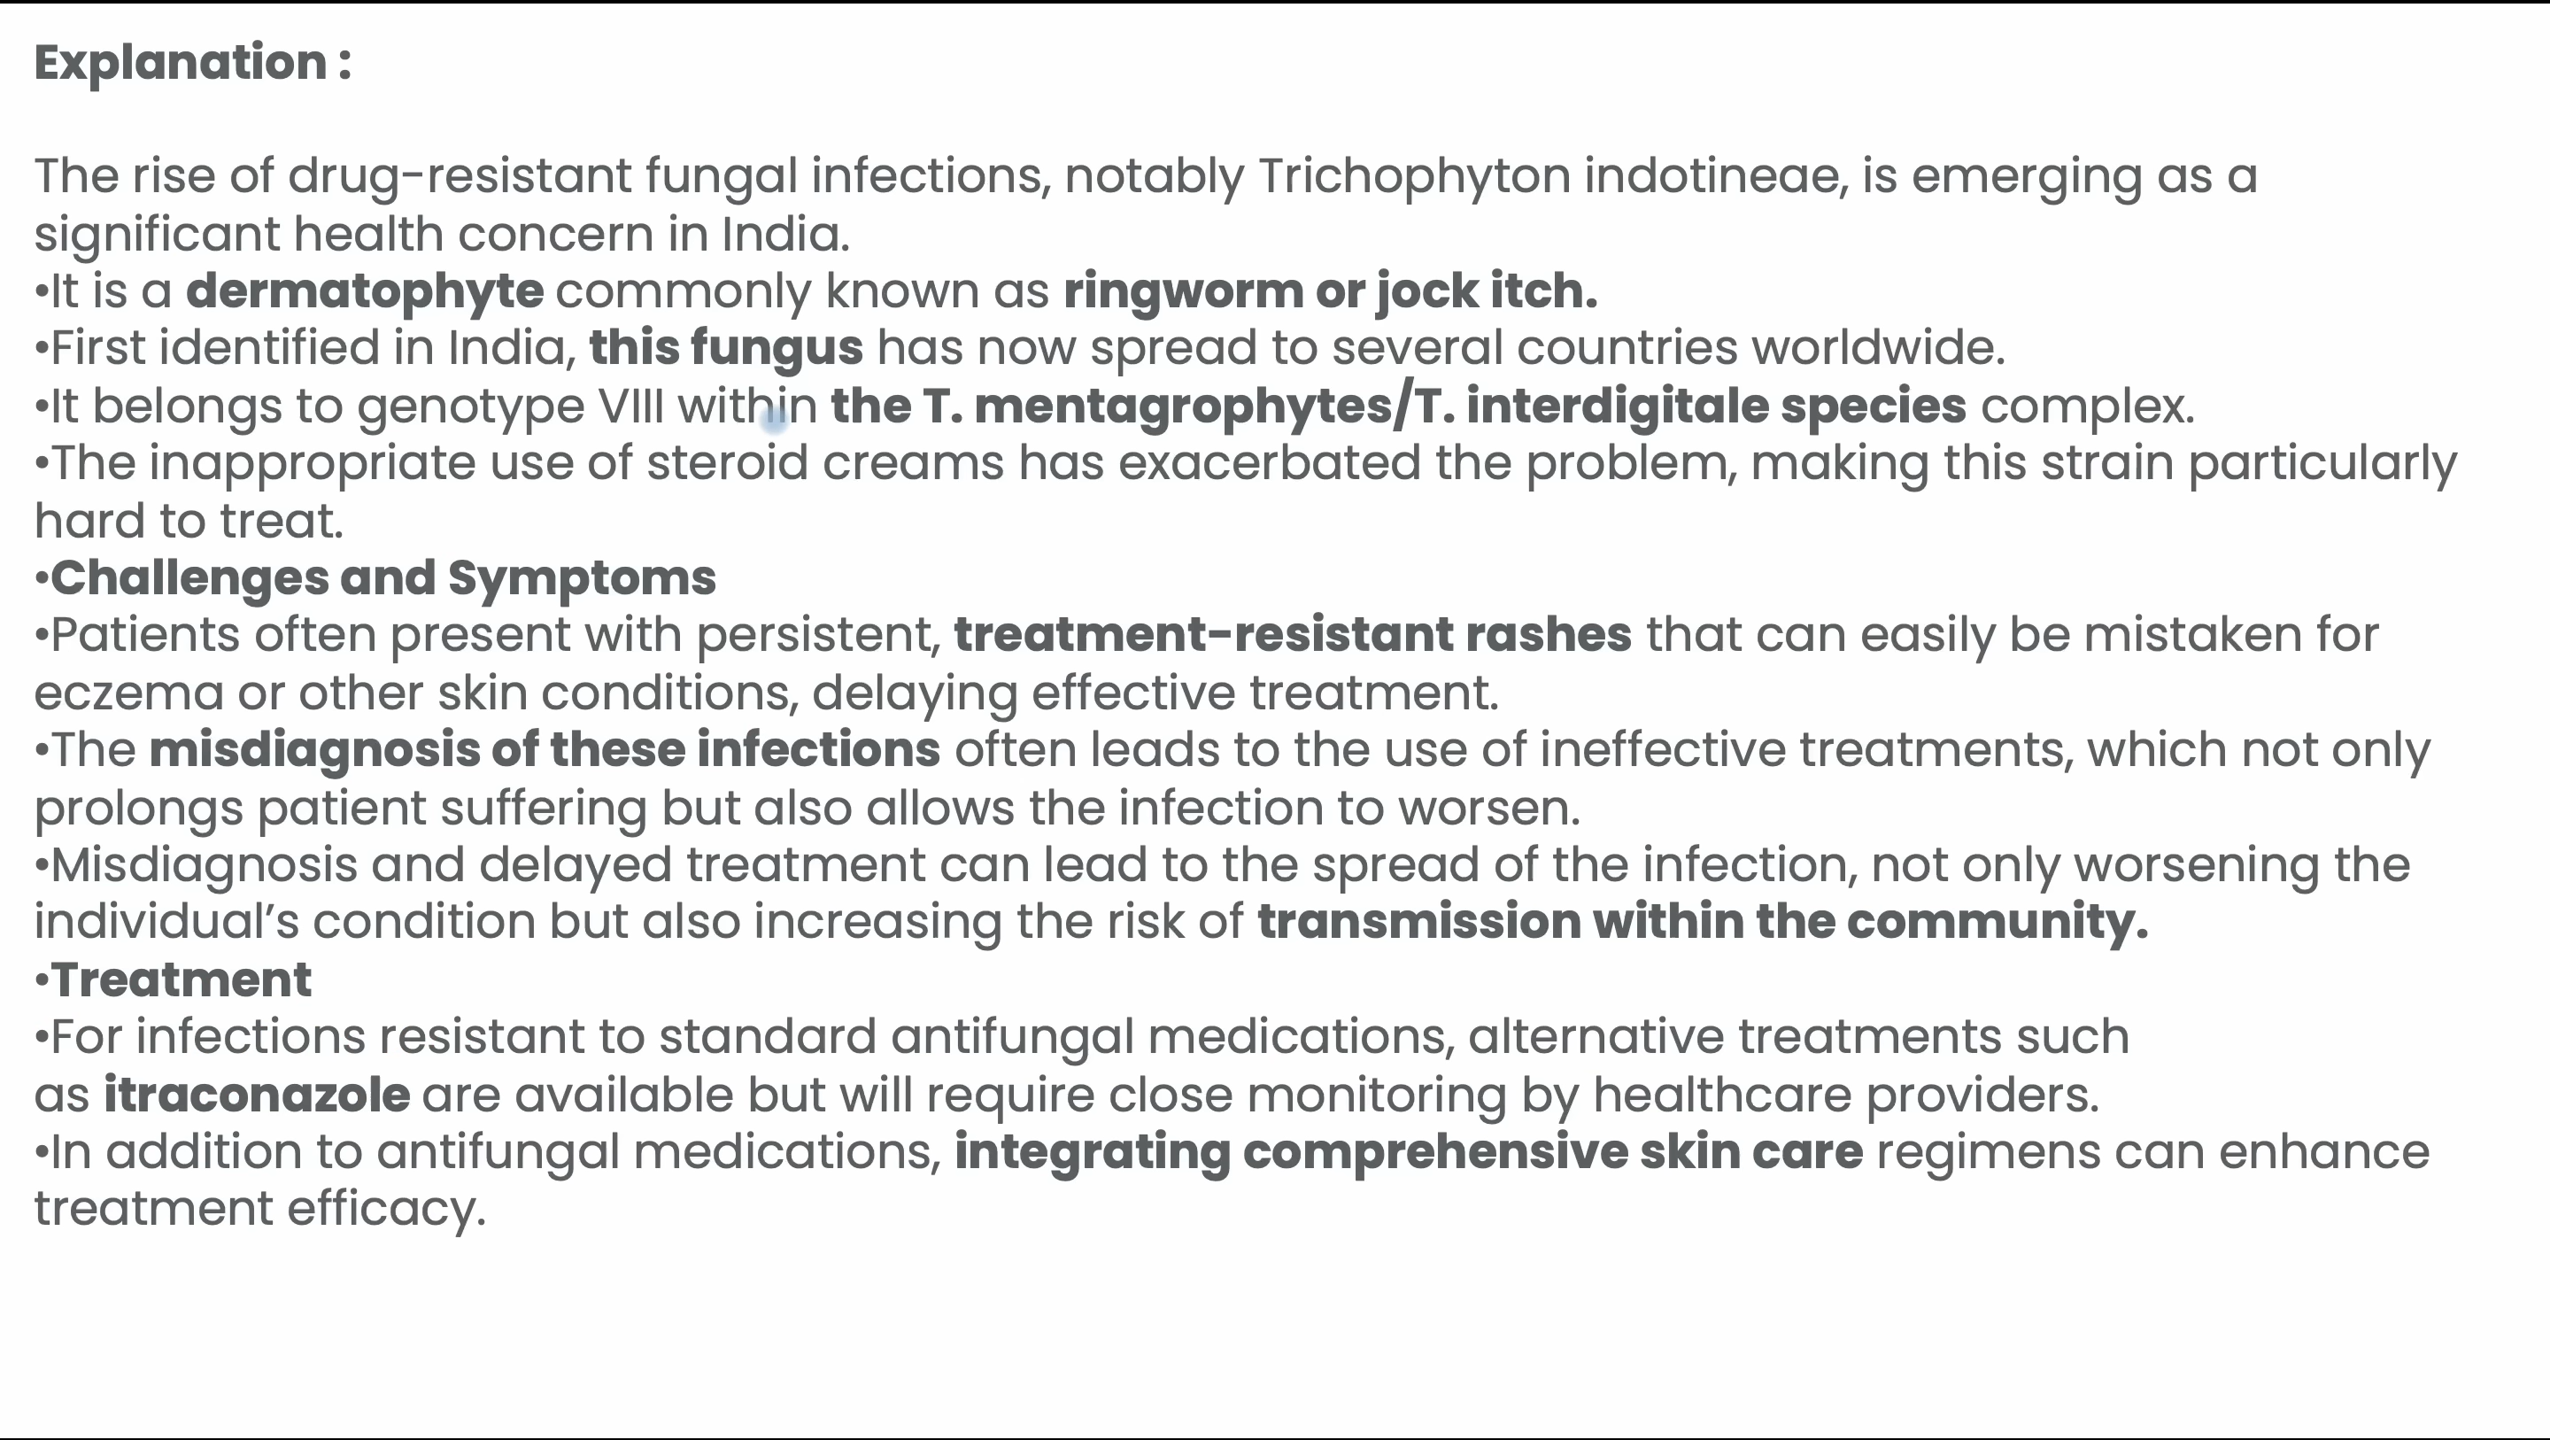 Explanation :
The rise of drug-resistant fungal infections, notably Trichophyton indotineae, is emerging as a
significant health concern in India.
•It is a dermatophyte commonly known as ringworm or jock itch.
•First identified in India, this fungus has now spread to several countries worldwide.
•It belongs to genotype VIII within the T. mentagrophytes/T. interdigitale species complex.
•The inappropriate use of steroid creams has exacerbated the problem, making this strain particularly
hard to treat.
•Challenges and Symptoms
•Patients often present with persistent, treatment-resistant rashes that can easily be mistaken for
eczema or other skin conditions, delaying effective treatment.
•The misdiagnosis of these infections often leads to the use of ineffective treatments, which not only
prolongs patient suffering but also allows the infection to worsen.
•Misdiagnosis and delayed treatment can lead to the spread of the infection, not only worsening the
individual’s condition but also increasing the risk of transmission within the community.
•Treatment
•For infections resistant to standard antifungal medications, alternative treatments such
as itraconazole are available but will require close monitoring by healthcare providers.
•In addition to antifungal medications, integrating comprehensive skin care regimens can enhance
treatment efficacy.